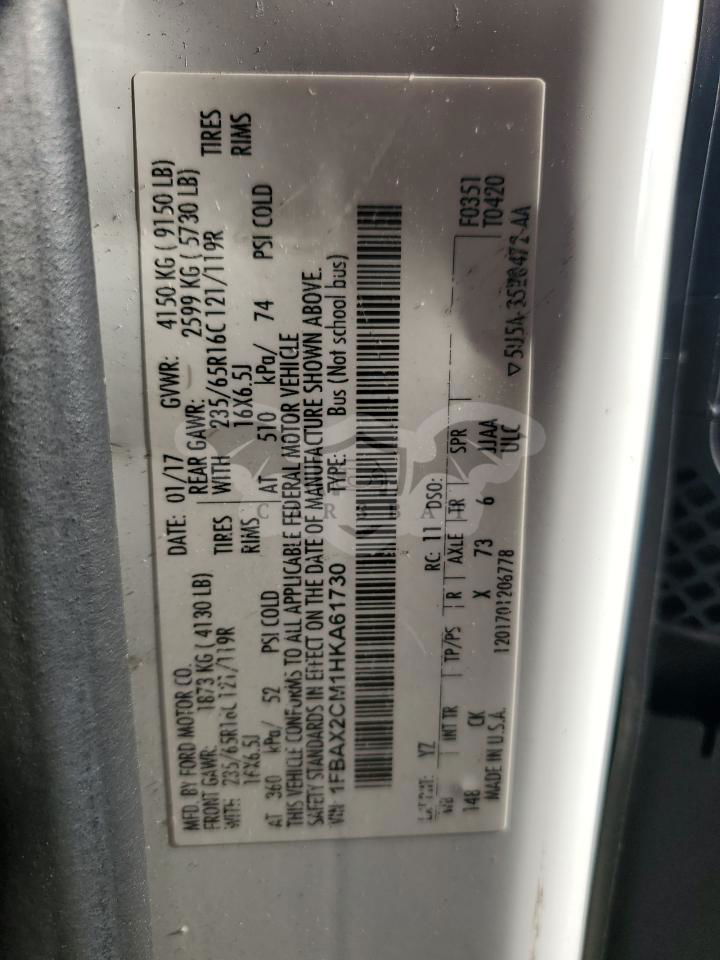 MFD. BY FORD MOTOR CO. DATE: 01/17 GVWR: 4150 KG ( 9150 LB)
FRONT GAWR: 1873 KG ( 4130 LB) REAR GAWR: 2599 KG ( 5730 LB)
WITH 235/65R16C 121/119R TIRES WITH 235/65R16C 121/119R TIRES
16X6.5J RIMS 16X6.5J RIMS
AT 360 kPa/ 52 PSI COLD AT 510 kPa/ 74 PSI COLD
THIS VEHICLE CONFORMS TO ALL APPLICABLE FEDERAL MOTOR VEHICLE
SAFETY STANDARDS IN EFFECT ON THE DATE OF MANUFACTURE SHOWN ABOVE.
VIN: 1FBAX2CM1HKA61730 TYPE: Bus (Not school bus)
EXT PNT: YZ RC: 11 DSO: F0351
WB INT TR TP/PS R AXLE TR SPR T0420
148 CK X 73 6 JJAA
MADE IN U.S.A. 1201701206778 ULC